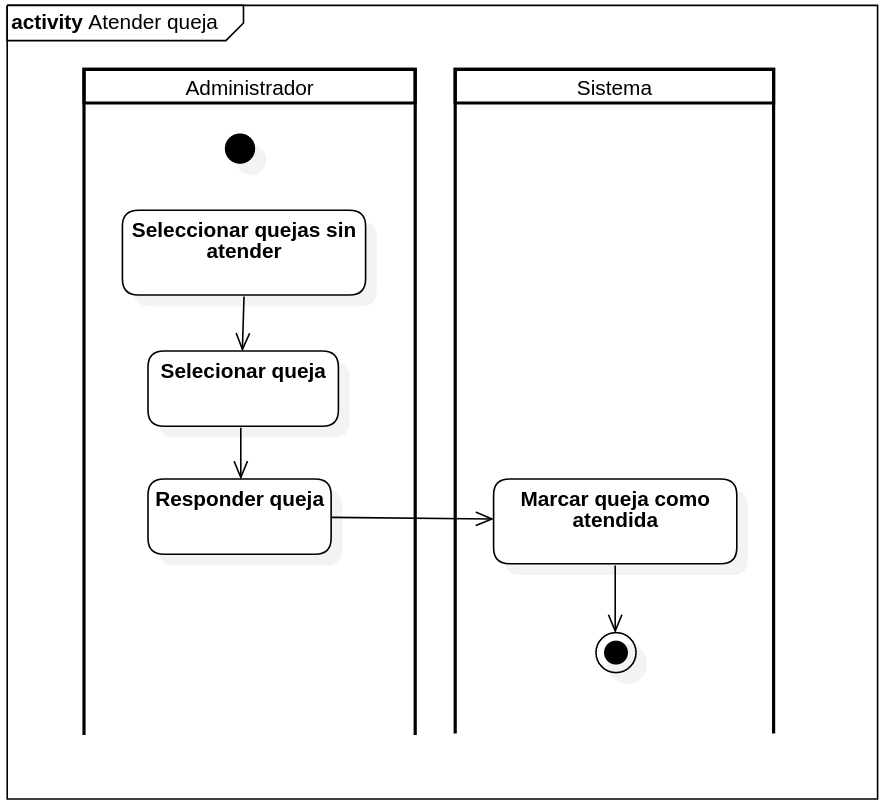 activity Atender queja
Administrador
Sistema
Seleccionar quejas sin
atender
Selecionar queja
Responder queja
Marcar queja como
atendida